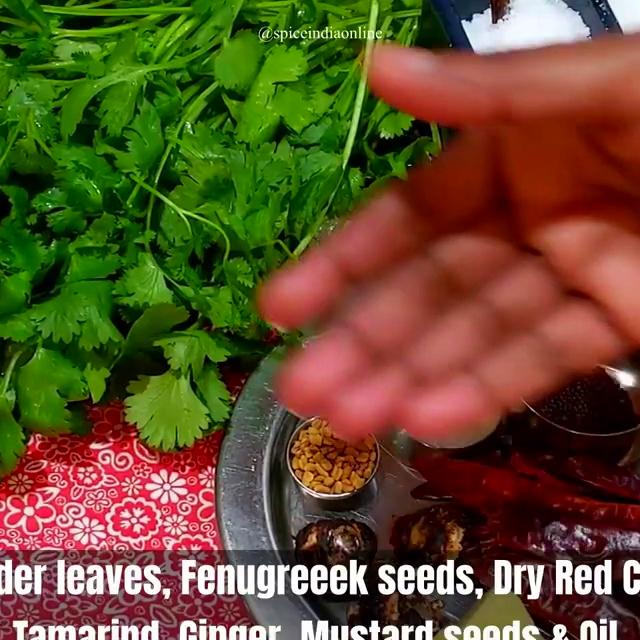 @spiceindiaonline
der leaves, Fenugreeek seeds, Dry Red C
Tamarind, Ginger, Mustard seeds & Oil